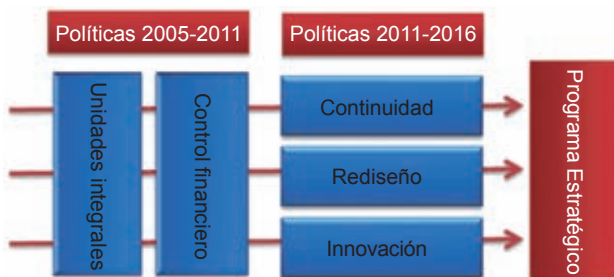 Políticas 2005-2011
Políticas 2011-2016
Unidades integrales
Control financiero
Continuidad
Rediseño
Innovación
Programa Estratégico